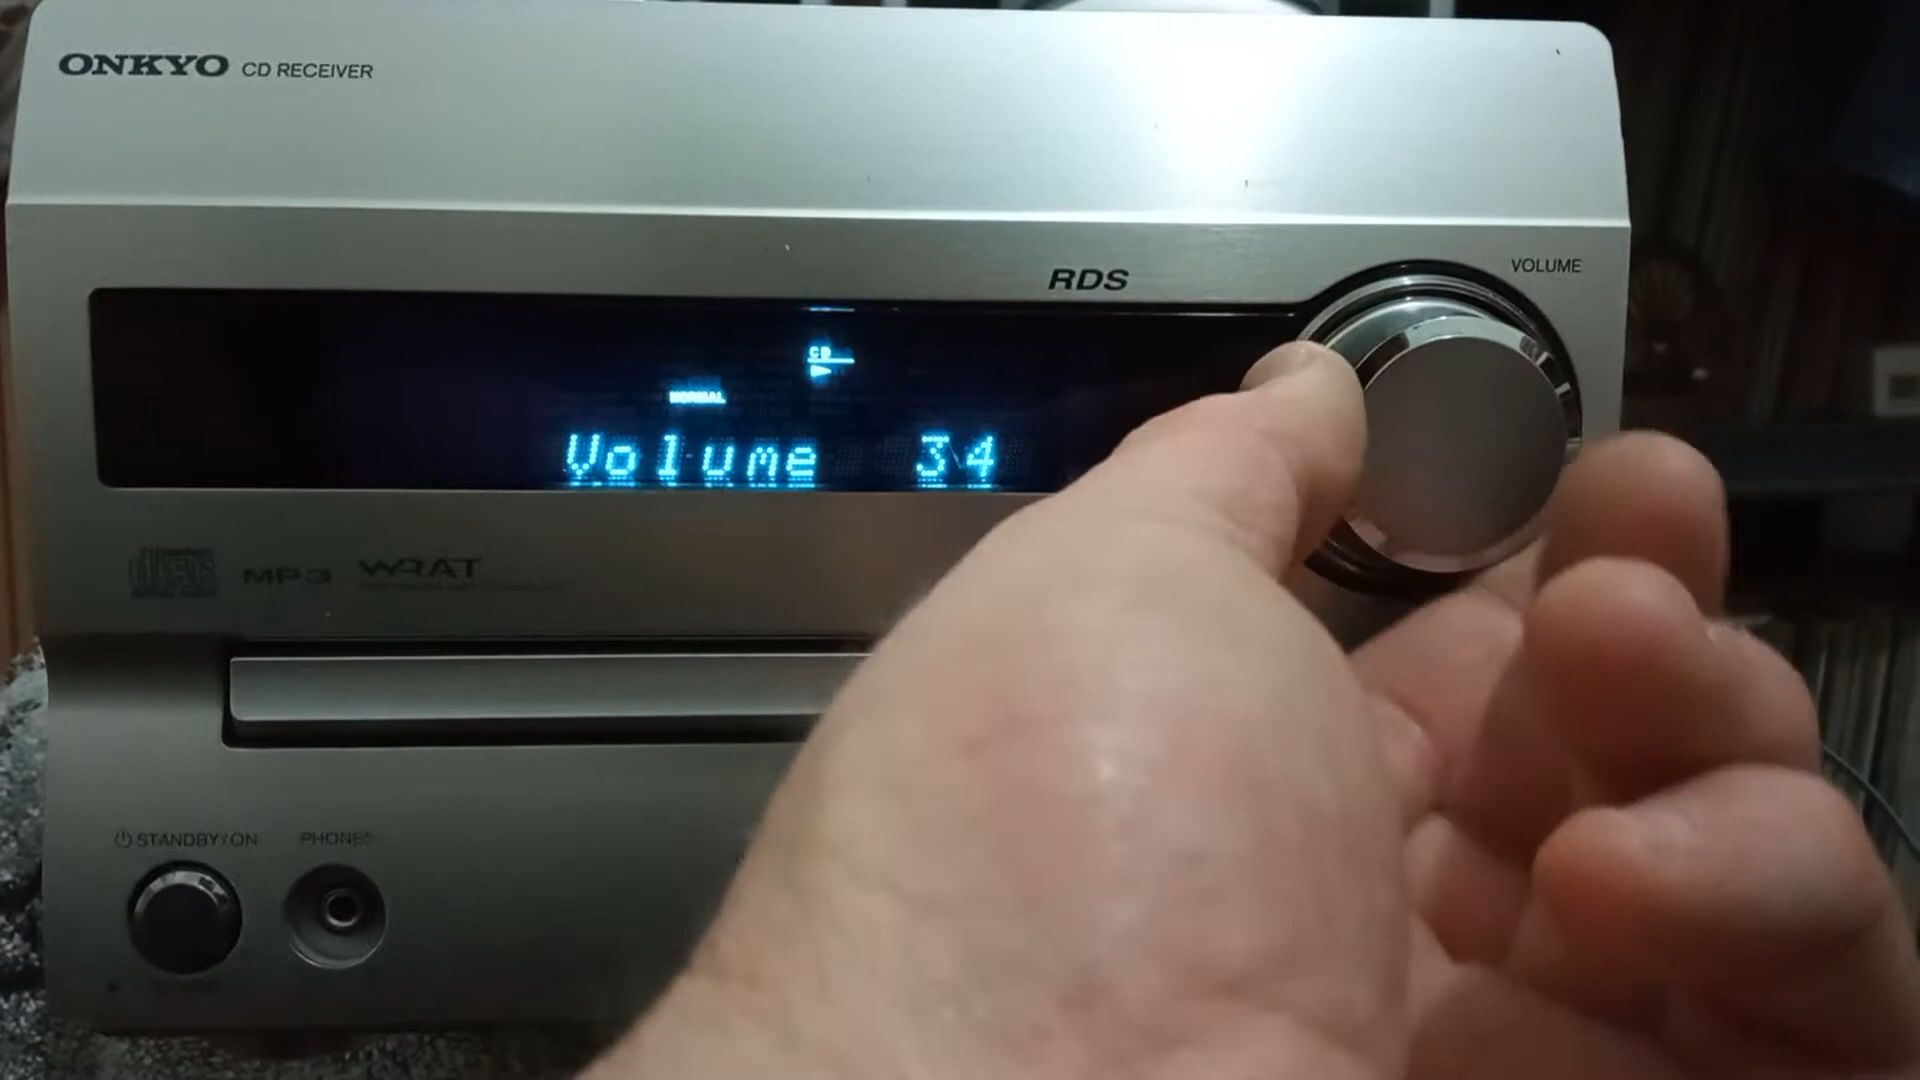 ONKYO CD RECEIVER
RDS
VOLUME
CD
NORMAL
Volume 34
MP3 WRAT
STANDBY/ON PHONES